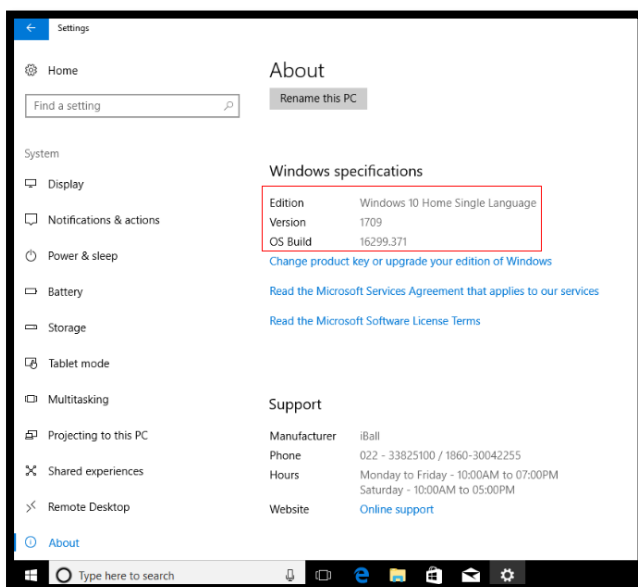 Settings
Home
Find a setting
System
Display
Notifications & actions
Power & sleep
Battery
Storage
Tablet mode
Multitasking
Projecting to this PC
Shared experiences
Remote Desktop
About
About
Rename this PC
Windows specifications
Edition Windows 10 Home Single Language
Version 1709
OS Build 16299.371
Change product key or upgrade your edition of Windows
Read the Microsoft Services Agreement that applies to our services
Read the Microsoft Software License Terms
Support
Manufacturer iBall
Phone 022 - 33825100 / 1860-30042255
Hours Monday to Friday - 10:00AM to 07:00PM
Saturday - 10:00AM to 05:00PM
Website Online support
Type here to search